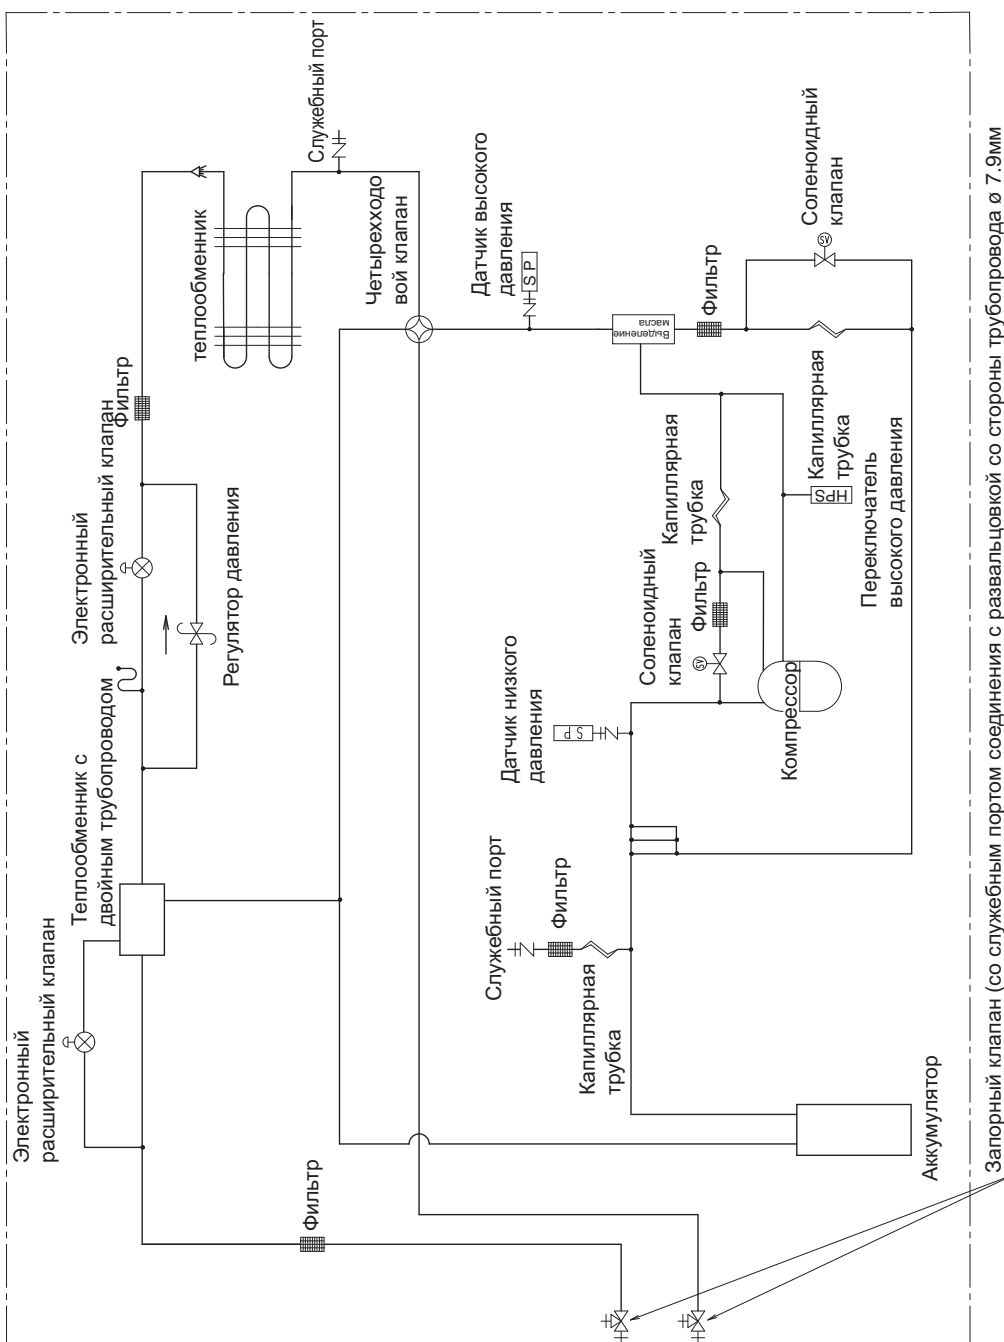 Служебный порт
теплообменник
Четырехходо
вой клапан
Датчик высокого
давления
S P
Выделение
масла
Фильтр
Соленоидный
клапан
SV
Фильтр
Электронный
расширительный клапан
Регулятор давления
Капиллярная
трубка
Капиллярная
трубка
HPS
Переключатель
высокого давления
Соленоидный
клапан
Фильтр
SV
Компрессор
Датчик низкого
давления
S P
Теплообменник с
двойным трубопроводом
Электронный
расширительный клапан
Служебный порт
Фильтр
Капиллярная
трубка
Аккумулятор
Фильтр
Запорный клапан (со служебным портом соединения с развальцовкой со стороны трубопровода ø 7.9мм